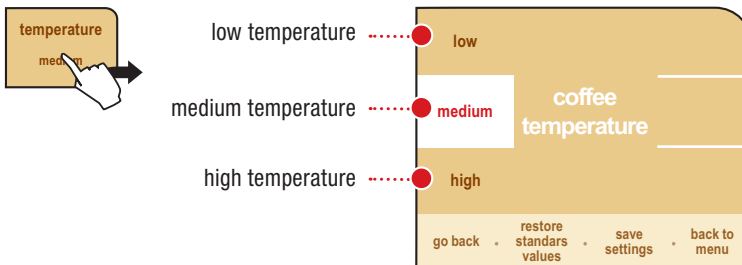 temperature
medium
low temperature
medium temperature
high temperature
low
medium
high
coffee
temperature
go back
restore
standars
values
save
settings
back to
menu